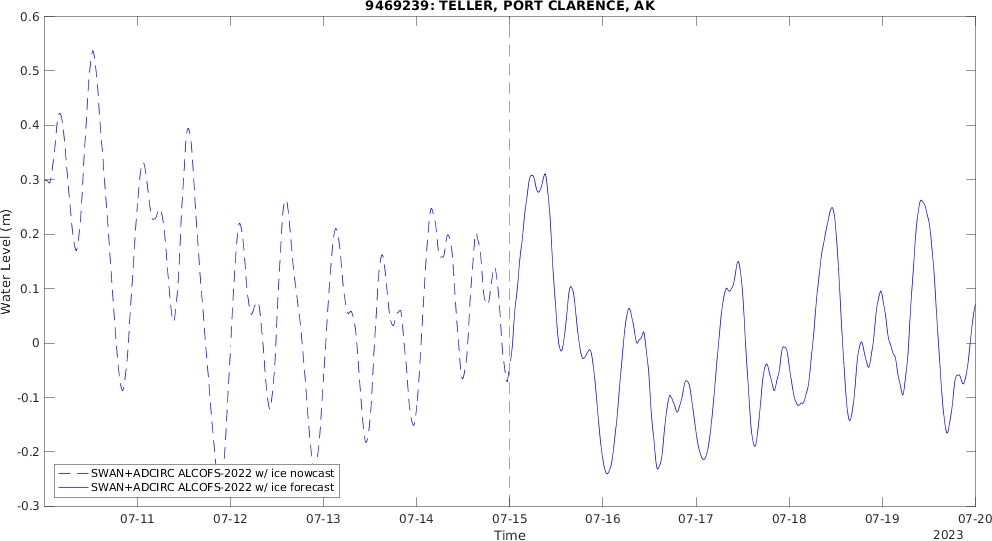 9469239: TELLER, PORT CLARENCE, AK
0.6
0.5
0.4
0.3
0.2
0.1
0
-0.1
-0.2
-0.3
Water Level (m)
SWAN+ADCIRC ALCOFS-2022 w/ ice nowcast
SWAN+ADCIRC ALCOFS-2022 w/ ice forecast
07-11 07-12 07-13 07-14 07-15 07-16 07-17 07-18 07-19 07-20
Time
2023